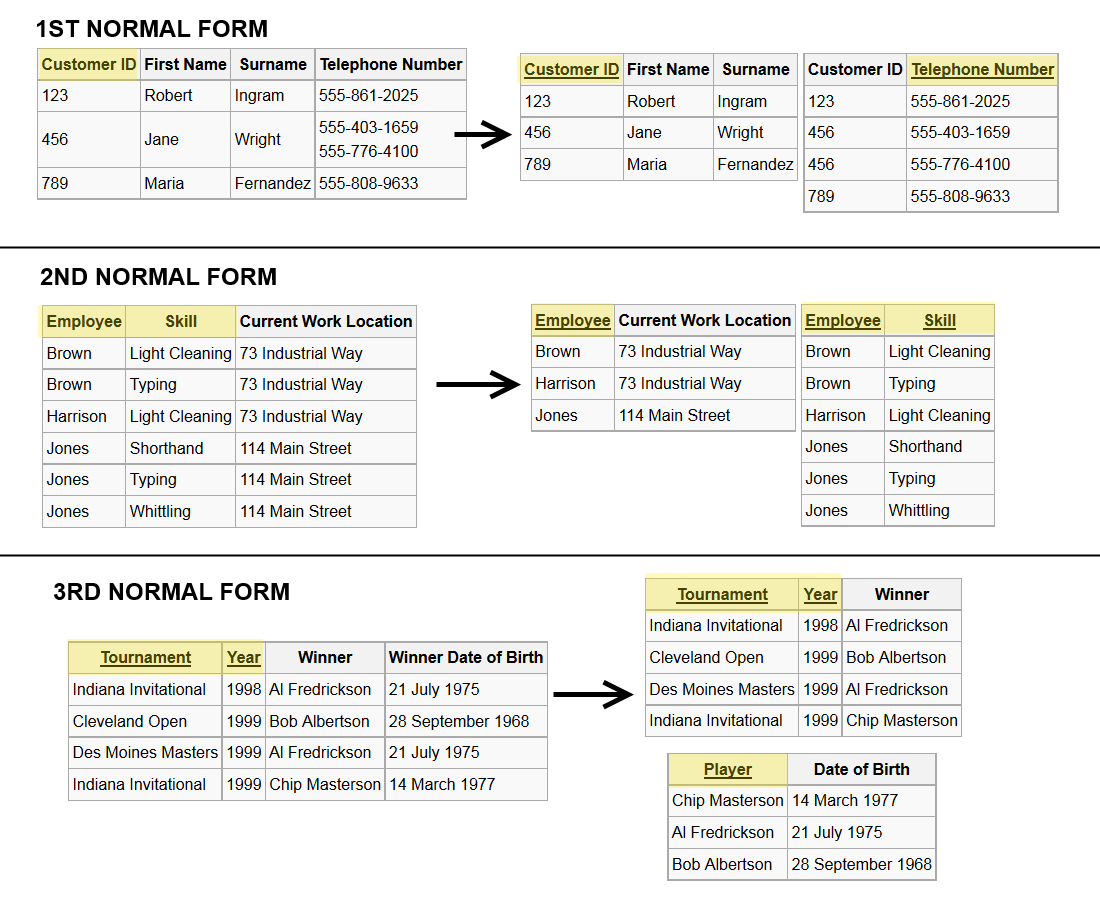 1ST NORMAL FORM
Customer ID First Name Surname Telephone Number
123 Robert Ingram 555-861-2025
456 Jane Wright 555-403-1659
555-776-4100
789 Maria Fernandez 555-808-9633
Customer ID First Name Surname
123 Robert Ingram
456 Jane Wright
789 Maria Fernandez
Customer ID Telephone Number
123 555-861-2025
456 555-403-1659
456 555-776-4100
789 555-808-9633
2ND NORMAL FORM
Employee Skill Current Work Location
Brown Light Cleaning 73 Industrial Way
Brown Typing 73 Industrial Way
Harrison Light Cleaning 73 Industrial Way
Jones Shorthand 114 Main Street
Jones Typing 114 Main Street
Jones Whittling 114 Main Street
Employee Current Work Location
Brown 73 Industrial Way
Harrison 73 Industrial Way
Jones 114 Main Street
Employee Skill
Brown Light Cleaning
Brown Typing
Harrison Light Cleaning
Jones Shorthand
Jones Typing
Jones Whittling
3RD NORMAL FORM
Tournament Year Winner Winner Date of Birth
Indiana Invitational 1998 Al Fredrickson 21 July 1975
Cleveland Open 1999 Bob Albertson 28 September 1968
Des Moines Masters 1999 Al Fredrickson 21 July 1975
Indiana Invitational 1999 Chip Masterson 14 March 1977
Tournament Year Winner
Indiana Invitational 1998 Al Fredrickson
Cleveland Open 1999 Bob Albertson
Des Moines Masters 1999 Al Fredrickson
Indiana Invitational 1999 Chip Masterson
Player Date of Birth
Chip Masterson 14 March 1977
Al Fredrickson 21 July 1975
Bob Albertson 28 September 1968